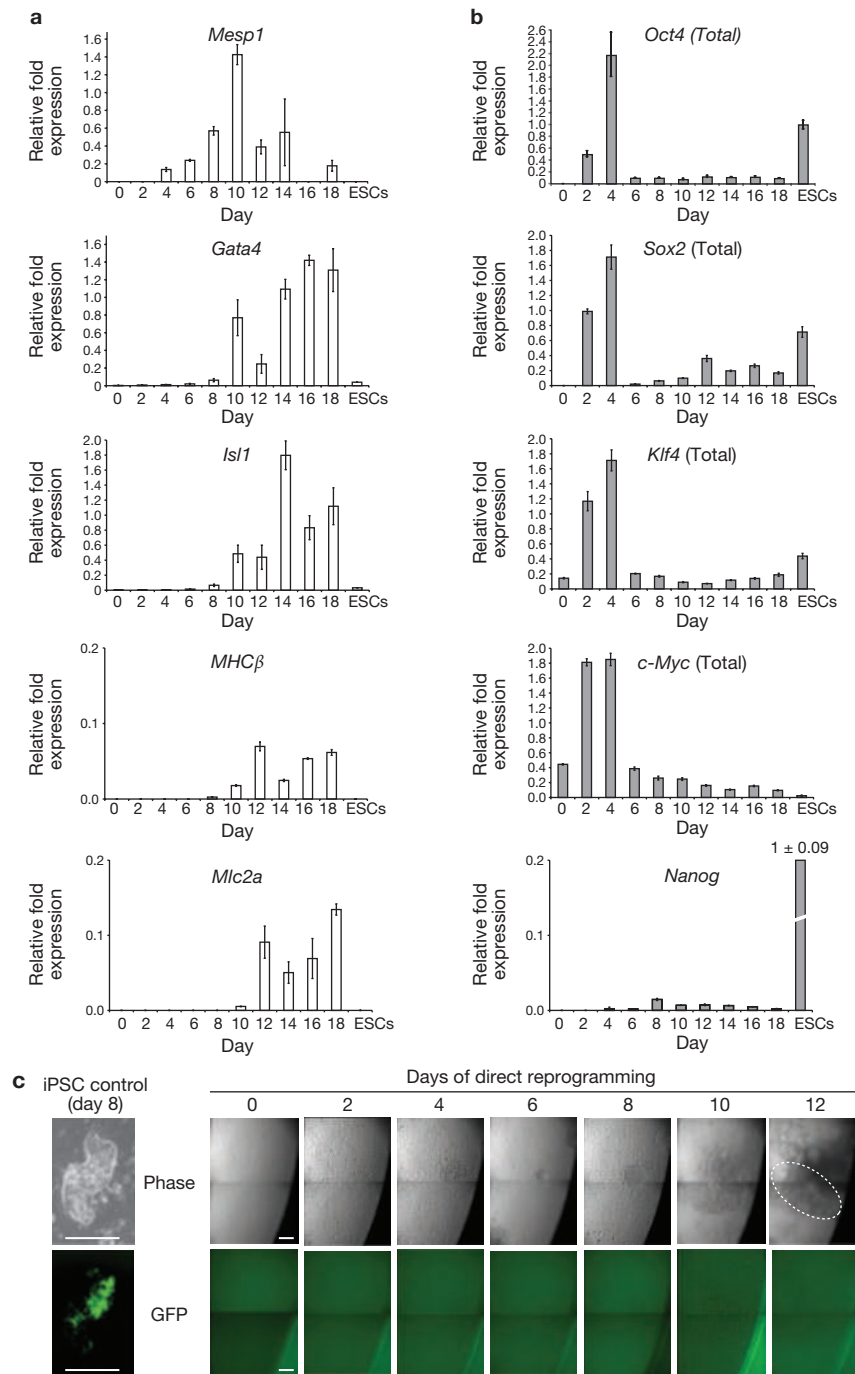 a
Mesp1
Relative fold
expression
1.6
1.4
1.2
1.0
0.8
0.6
0.4
0.2
0
0 2 4 6 8 10 12 14 18 ESCs
Day
Gata4
Relative fold
expression
1.6
1.4
1.2
1.0
0.8
0.6
0.4
0.2
0
0 2 4 6 8 10 12 14 16 18 ESCs
Day
Isl1
Relative fold
expression
2.0
1.8
1.6
1.4
1.2
1.0
0.8
0.6
0.4
0.2
0
0 2 4 6 8 10 12 14 16 18 ESCs
Day
MHCβ
Relative fold
expression
0.2
0.1
0.0
0 2 4 6 8 10 12 14 16 18 ESCs
Day
Mlc2a
Relative fold
expression
0.2
0.1
0.0
0 2 4 6 8 10 12 14 16 18 ESCs
Day
b
Oct4 (Total)
Relative fold
expression
2.6
2.4
2.2
2.0
1.8
1.6
1.4
1.2
1.0
0.8
0.6
0.4
0.2
0
0 2 4 6 8 10 12 14 16 18 ESCs
Day
Sox2 (Total)
Relative fold
expression
2.0
1.8
1.6
1.4
1.2
1.0
0.8
0.6
0.4
0.2
0
0 2 4 6 8 10 12 14 16 18 ESCs
Day
Klf4 (Total)
Relative fold
expression
2.0
1.8
1.6
1.4
1.2
1.0
0.8
0.6
0.4
0.2
0
0 2 4 6 8 10 12 14 16 18 ESCs
Day
c-Myc (Total)
Relative fold
expression
2.0
1.8
1.6
1.4
1.2
1.0
0.8
0.6
0.4
0.2
0.0
0 2 4 6 8 10 12 14 16 18 ESCs
Day
1 ± 0.09
Nanog
Relative fold
expression
0.2
0.1
0.0
0 2 4 6 8 10 12 14 16 18 ESCs
Day
c
iPSC control
(day 8)
Days of direct reprogramming
0 2 4 6 8 10 12
Phase
GFP